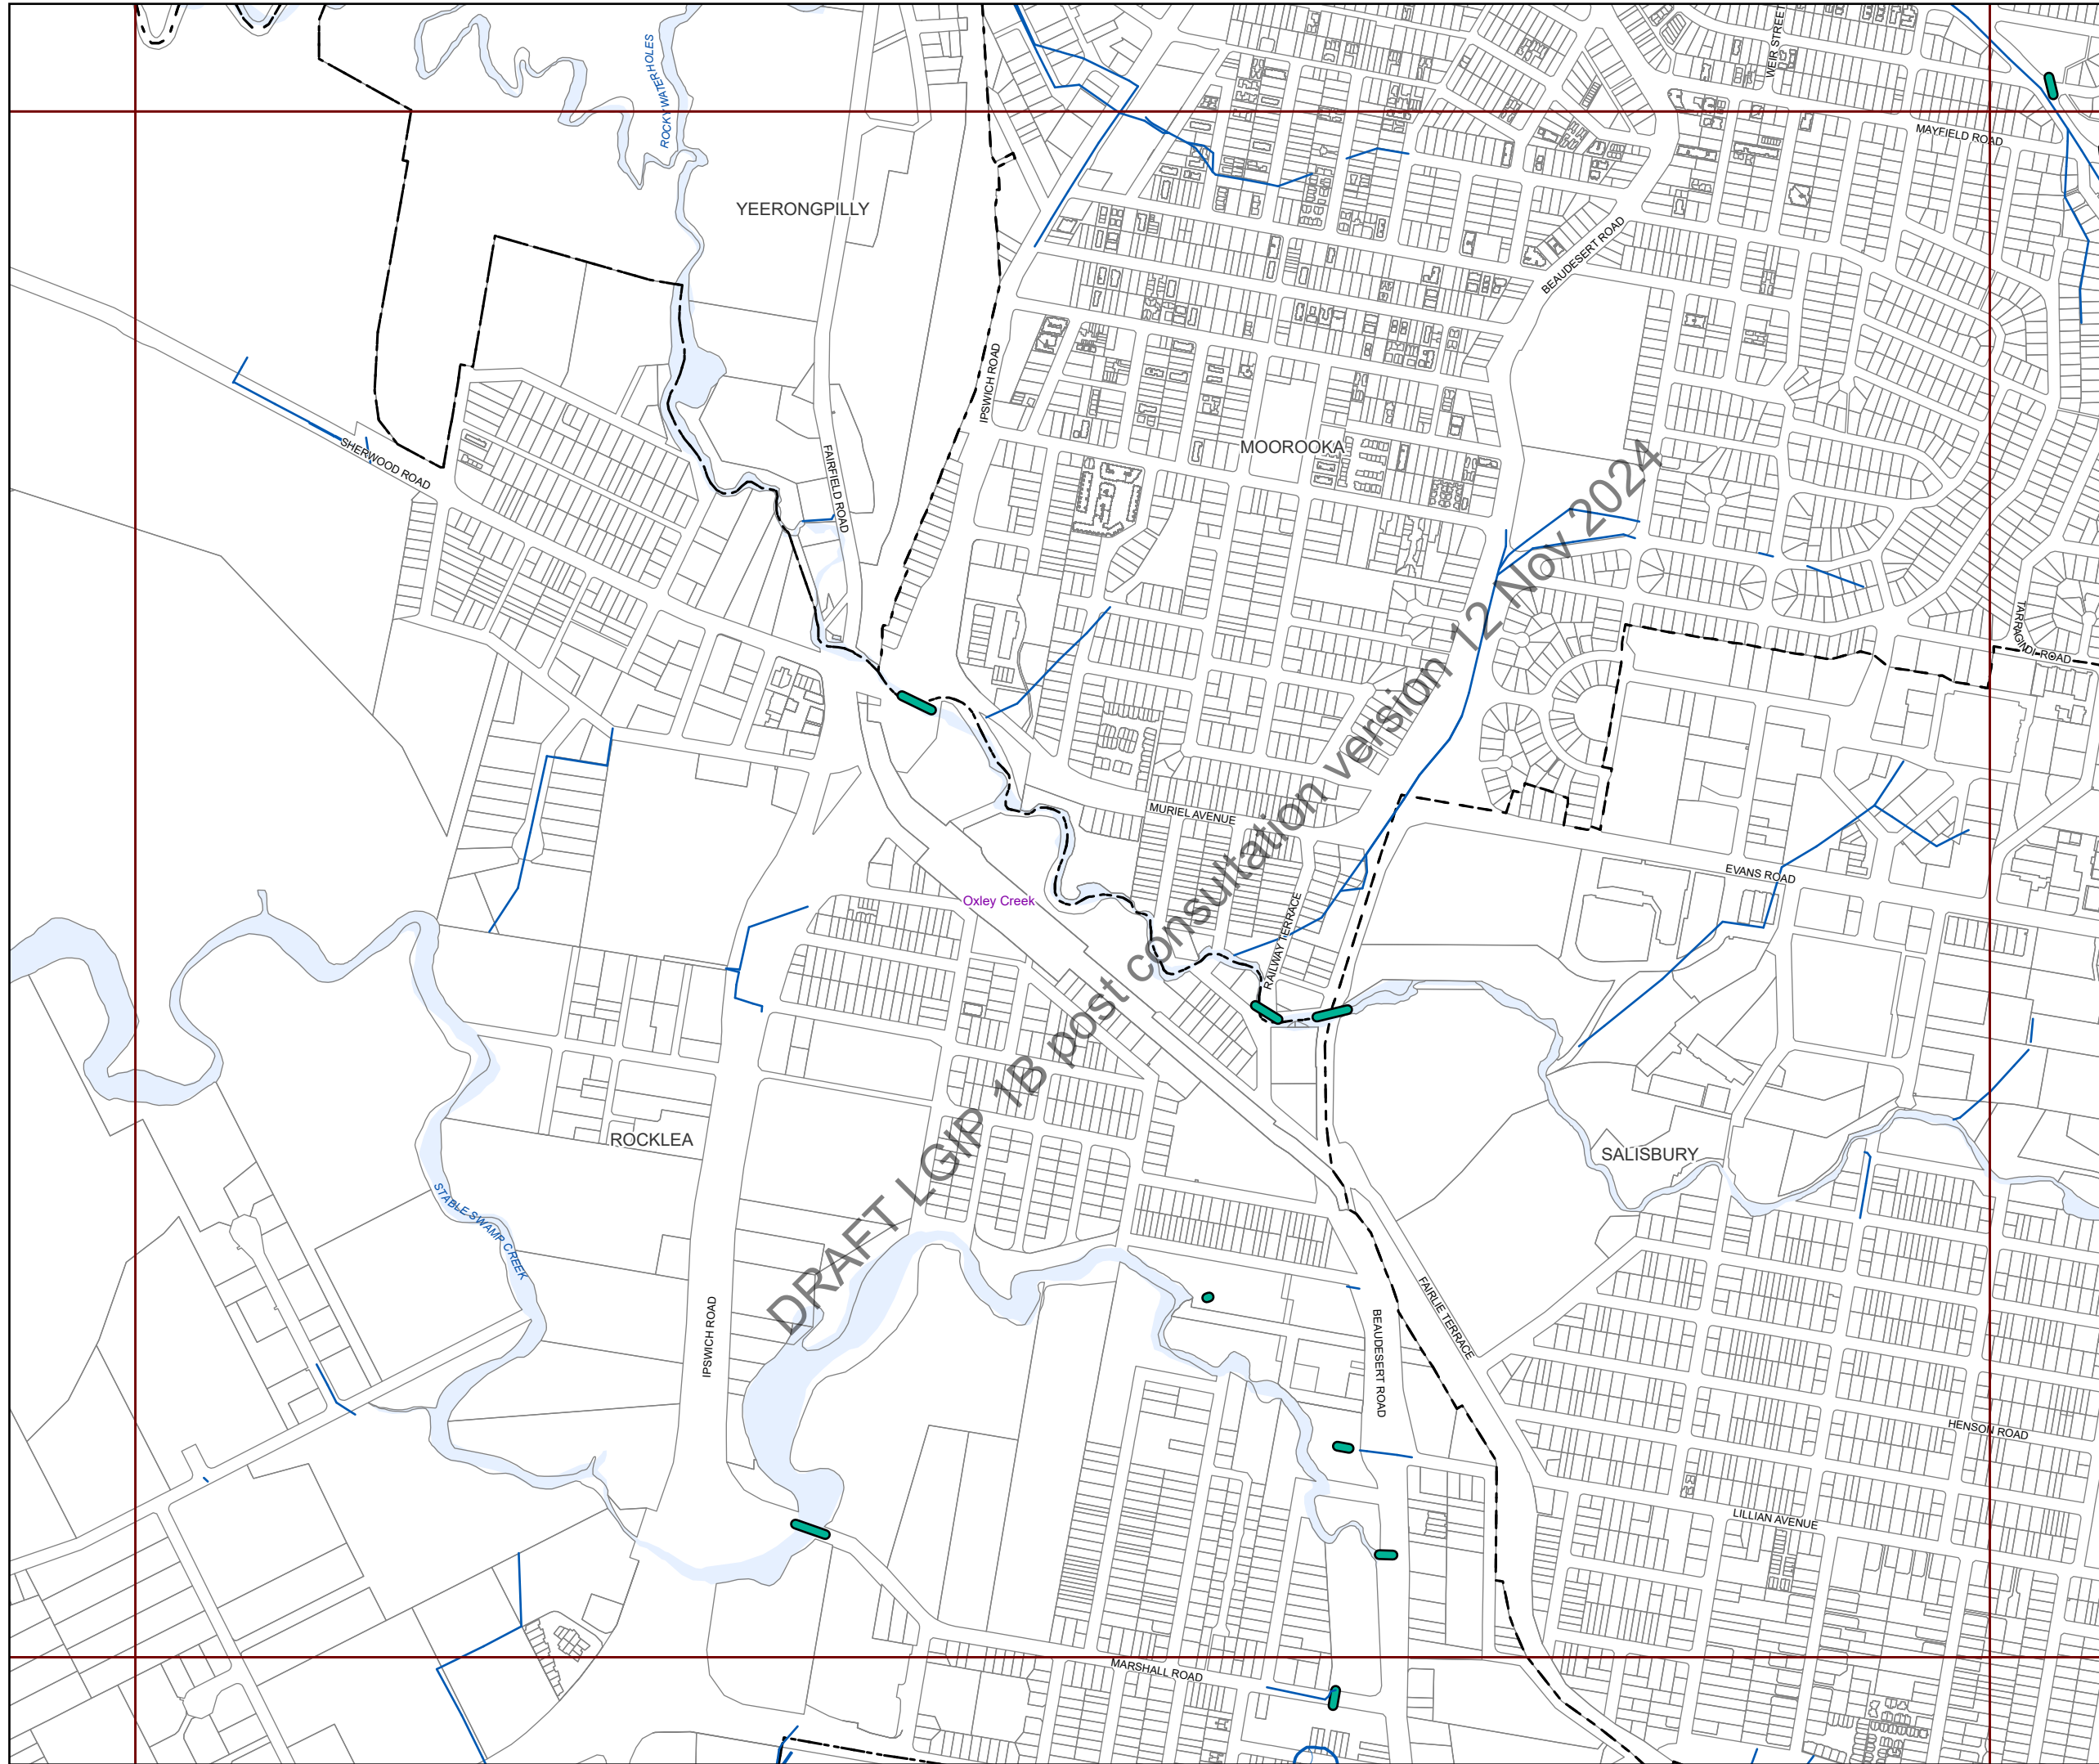 WEIR STREET
ROCKY WATER HOLES
MAYFIELD ROAD
YEERONGPILLY
BEAUDESERT ROAD
IPSWICH ROAD
MOOROOKA
SHERWOOD ROAD
FAIRFIELD ROAD
TARRAGINDI ROAD
MURIEL AVENUE
EVANS ROAD
Oxley Creek
RAILWAY TERRACE
DRAFT LGIP 1B post consultation version 12 Nov 2024
ROCKLEA
SALISBURY
STABLE SWAMP CREEK
IPSWICH ROAD
FAIRLIE TERRACE
BEAUDESERT ROAD
HENSON ROAD
LILLIAN AVENUE
MARSHALL ROAD